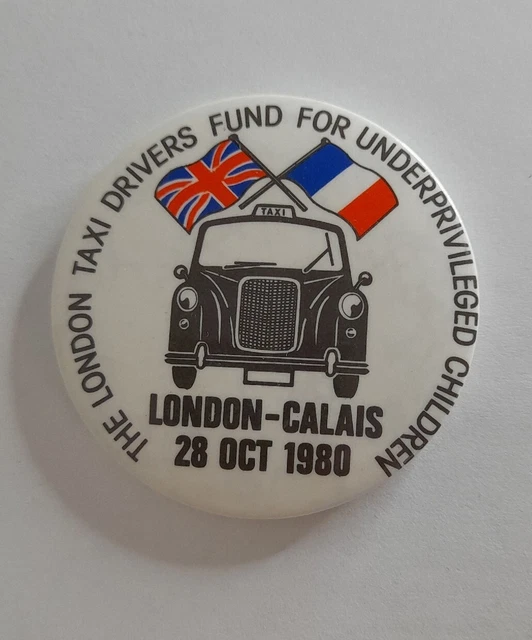 THE LONDON TAXI DRIVERS FUND FOR UNDERPRIVILEGED CHILDREN
TAXI
LONDON-CALAIS
28 OCT 1980